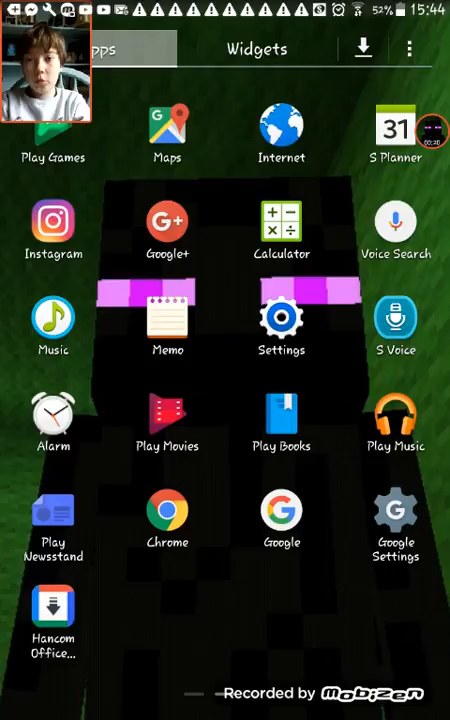 52% 15:44
Widgets
31
00:20
Play Games Maps Internet S Planner
Instagram Google+ Calculator Voice Search
Music Memo Settings S Voice
Alarm Play Movies Play Books Play Music
Play Newsstand Chrome Google Google Settings
Hancom Office...
Recorded by Mobizen